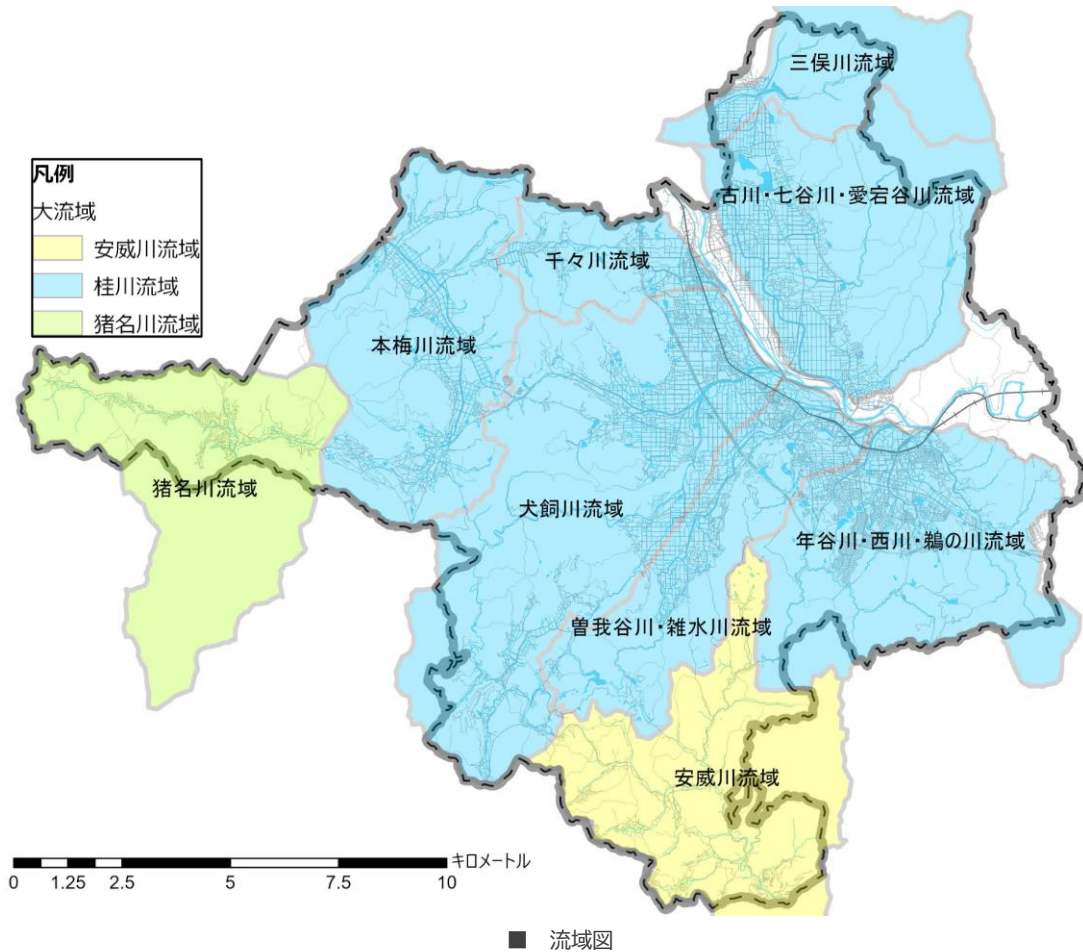 三俣川流域
凡例
大流域
安威川流域
桂川流域
猪名川流域
古川・七谷川・愛宕谷川流域
千々川流域
本梅川流域
猪名川流域
犬飼川流域
年谷川・西川・鵜の川流域
曽我谷川・雑水川流域
安威川流域
キロメートル
0 1.25 2.5 5 7.5 10
■ 流域図